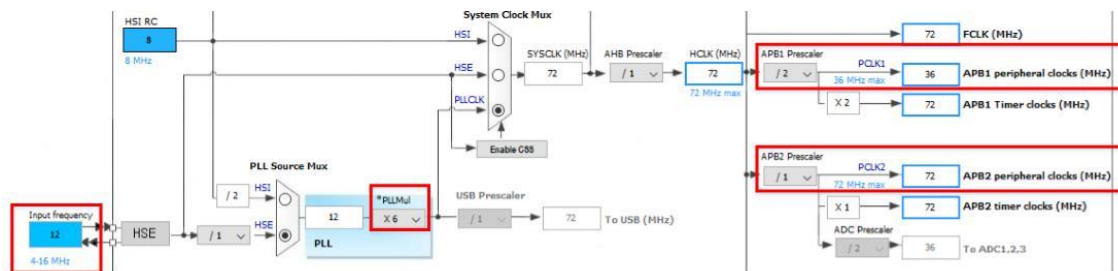 System Clock Mux
HSI RC
8
8 MHz
HSI
HSE
PLLCLK
SYSCLK (MHz)
72
AHB Prescaler
/ 1
HCLK (MHz)
72
72 MHz max
72
FCLK (MHz)
APB1 Prescaler
/ 2
PCLK1
36 MHz max
36
APB1 peripheral clocks (MHz)
X 2
72
APB1 Timer clocks (MHz)
Enable CSS
PLL Source Mux
/ 2
HSI
HSE
Input frequency
12
4-16 MHz
HSE
/ 1
12
*PLLMul
X 6
PLL
USB Prescaler
/ 1
72
To USB (MHz)
APB2 Prescaler
/ 1
PCLK2
72 MHz max
72
APB2 peripheral clocks (MHz)
X 1
72
APB2 timer clocks (MHz)
ADC Prescaler
/ 2
36
To ADC1,2,3